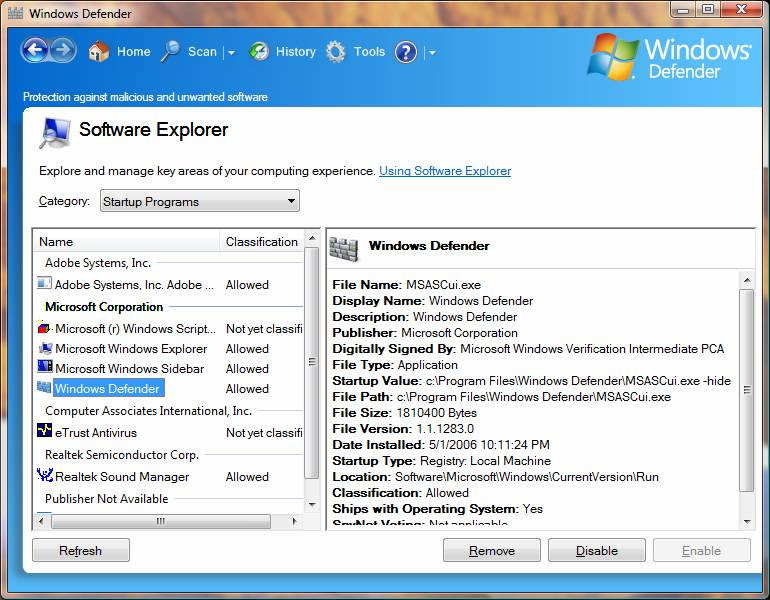 Windows Defender
Home
Scan
History
Tools
?
Windows
Defender
Protection against malicious and unwanted software
Software Explorer
Explore and manage key areas of your computing experience. Using Software Explorer
Category: Startup Programs
Name Classification
Adobe Systems, Inc.
Adobe Systems, Inc. Adobe ... Allowed
Microsoft Corporation
Microsoft (r) Windows Script... Not yet classifi
Microsoft Windows Explorer Allowed
Microsoft Windows Sidebar Allowed
Windows Defender Allowed
Computer Associates International, Inc.
eTrust Antivirus Not yet classifi
Realtek Semiconductor Corp.
Realtek Sound Manager Allowed
Publisher Not Available
Windows Defender
File Name: MSASCui.exe
Display Name: Windows Defender
Description: Windows Defender
Publisher: Microsoft Corporation
Digitally Signed By: Microsoft Windows Verification Intermediate PCA
File Type: Application
Startup Value: c:\Program Files\Windows Defender\MSASCui.exe -hide
File Path: c:\Program Files\Windows Defender\MSASCui.exe
File Size: 1810400 Bytes
File Version: 1.1.1283.0
Date Installed: 5/1/2006 10:11:24 PM
Startup Type: Registry: Local Machine
Location: Software\Microsoft\Windows\CurrentVersion\Run
Classification: Allowed
Ships with Operating System: Yes
SpyNet Voting: Not applicable
Refresh
Remove
Disable
Enable